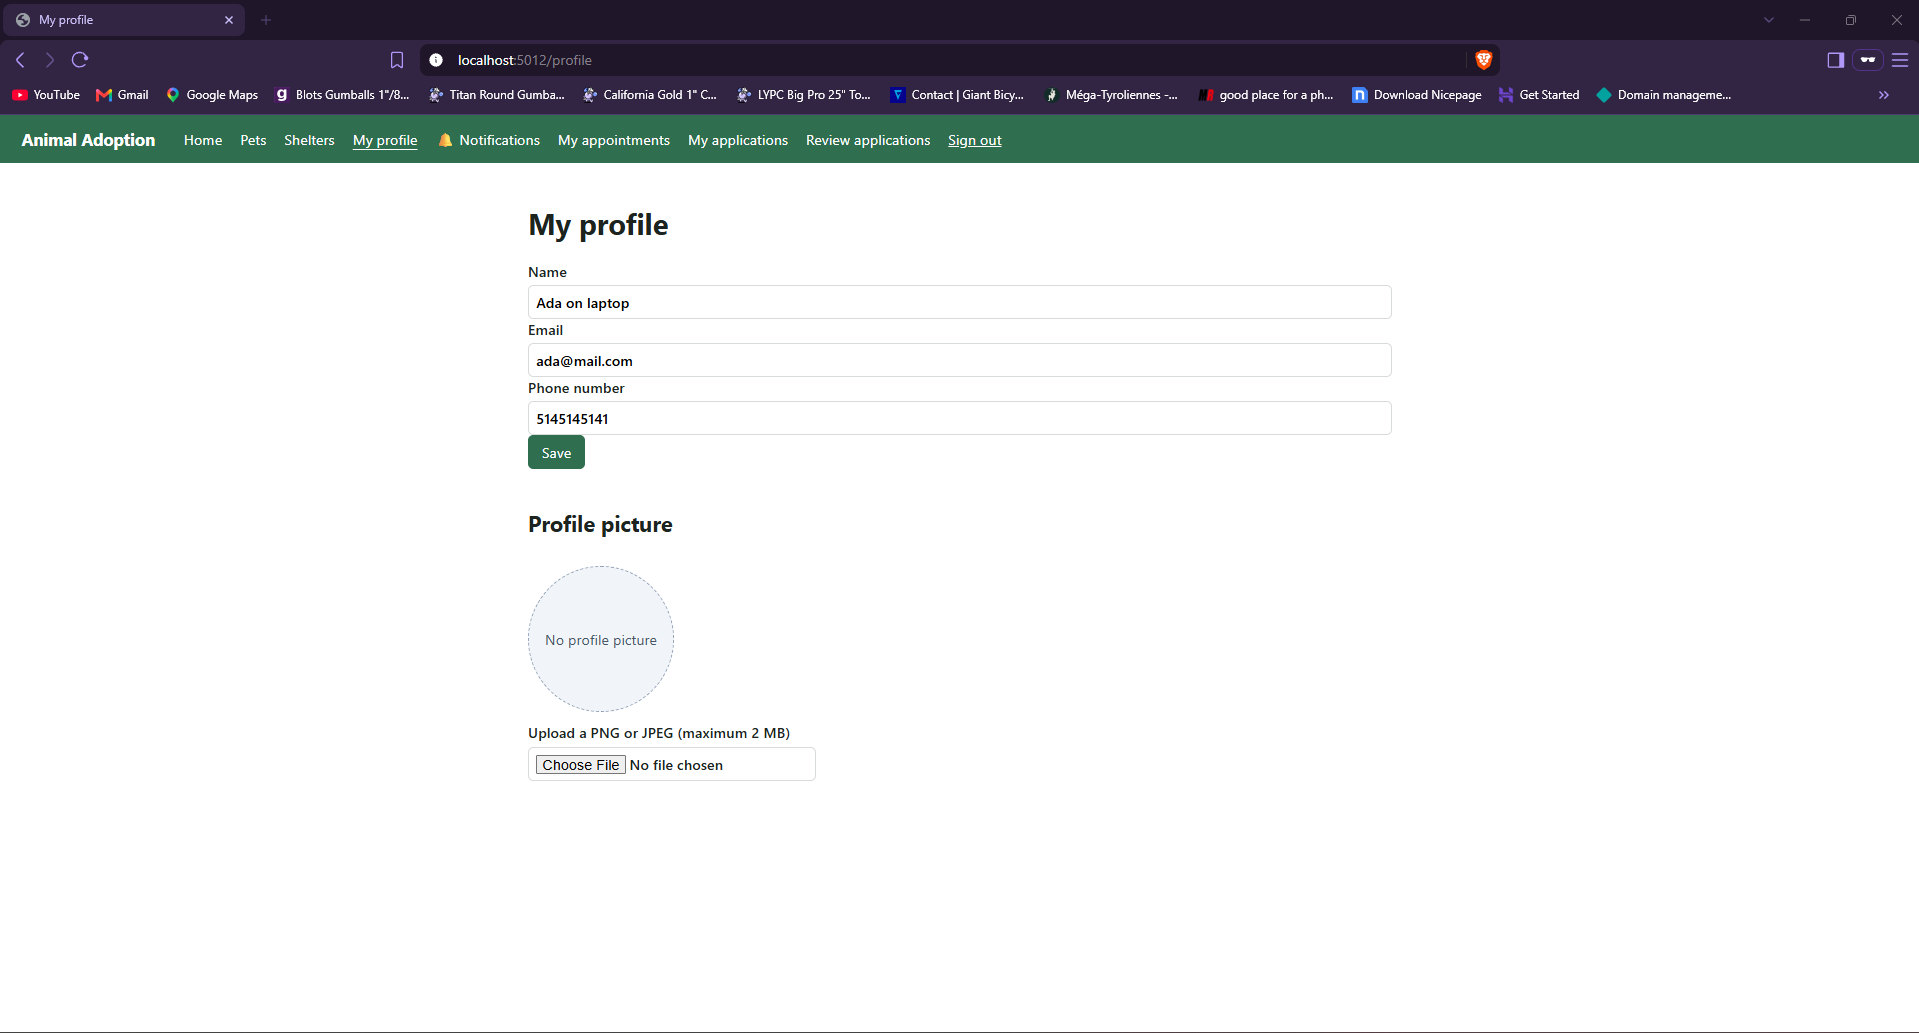 My profile
localhost:5012/profile
YouTube Gmail Google Maps Blots Gumballs 1"/8... Titan Round Gumba... California Gold 1" C... LYPC Big Pro 25" To... Contact | Giant Bicy... Méga-Tyroliennes -... good place for a ph... Download Nicepage Get Started Domain manageme...
Animal Adoption Home Pets Shelters My profile Notifications My appointments My applications Review applications Sign out
My profile
Name
Ada on laptop
Email
ada@mail.com
Phone number
5145145141
Save
Profile picture
No profile picture
Upload a PNG or JPEG (maximum 2 MB)
Choose File No file chosen